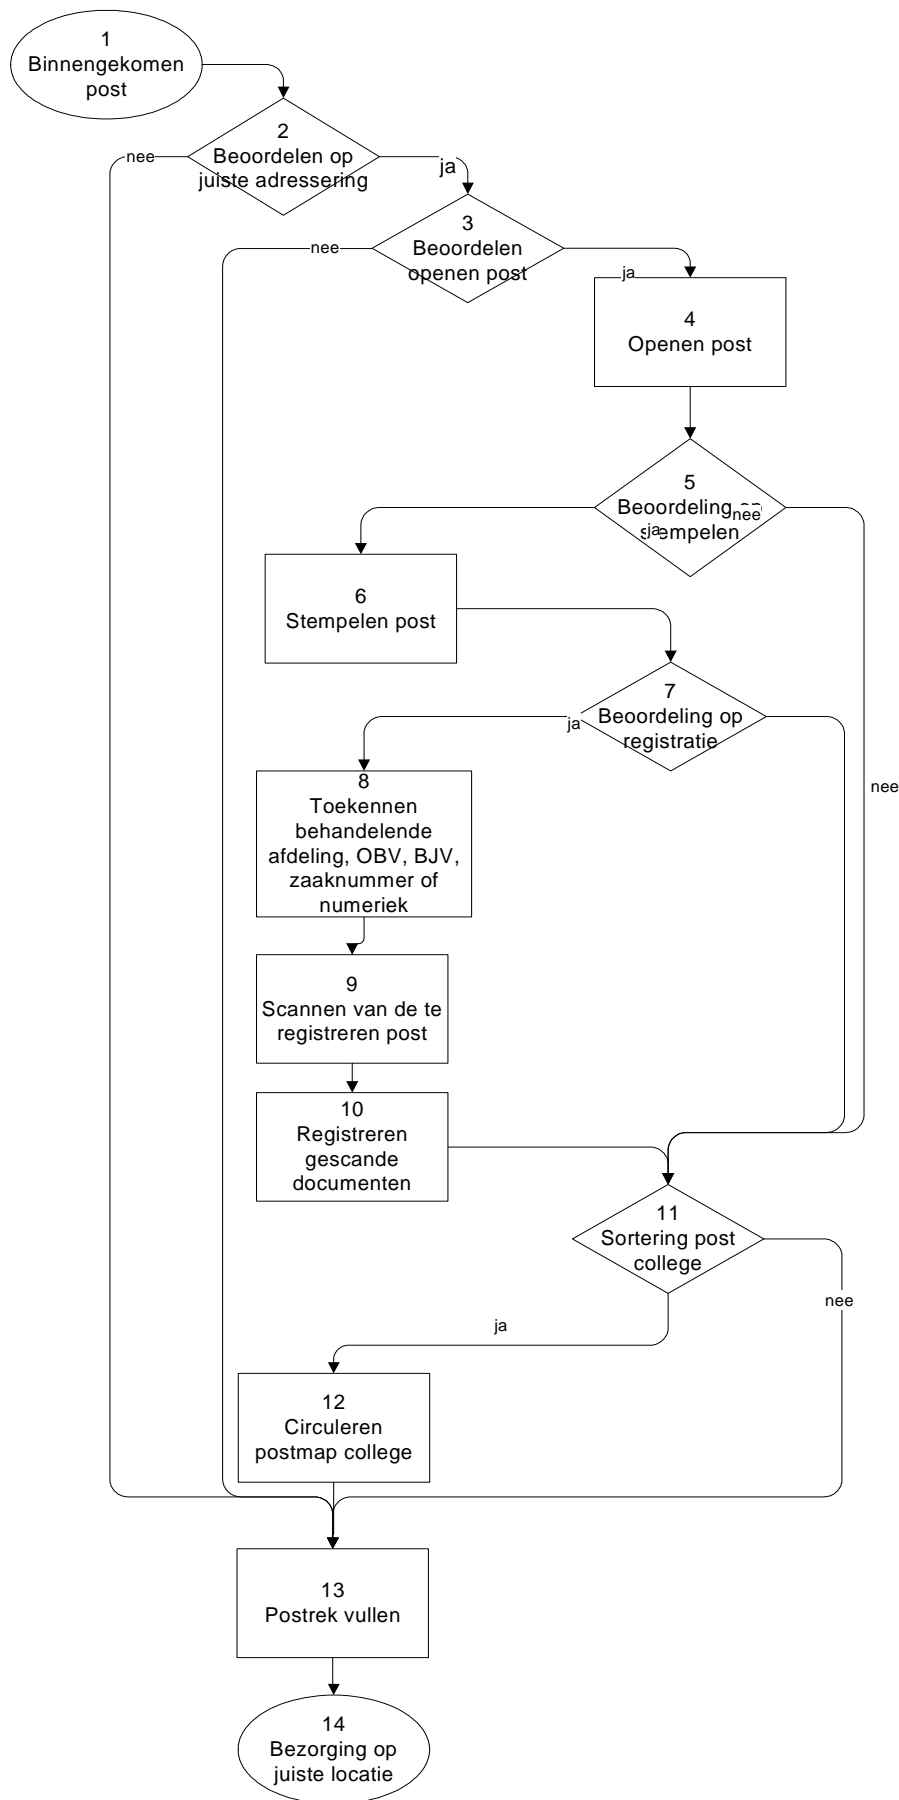 1
Binnengekomen
post
2
Beoordelen op
juiste adressering
nee
ja
3
Beoordelen
openen post
nee
ja
4
Openen post
5
Beoordeling op
stempelen
nee
ja
6
Stempelen post
7
Beoordeling op
registratie
ja
nee
8
Toekennen
behandelende
afdeling, OBV, BJV,
zaaknummer of
numeriek
9
Scannen van de te
registreren post
10
Registreren
gescande
documenten
11
Sortering post
college
nee
ja
12
Circuleren
postmap college
13
Postrek vullen
14
Bezorging op
juiste locatie